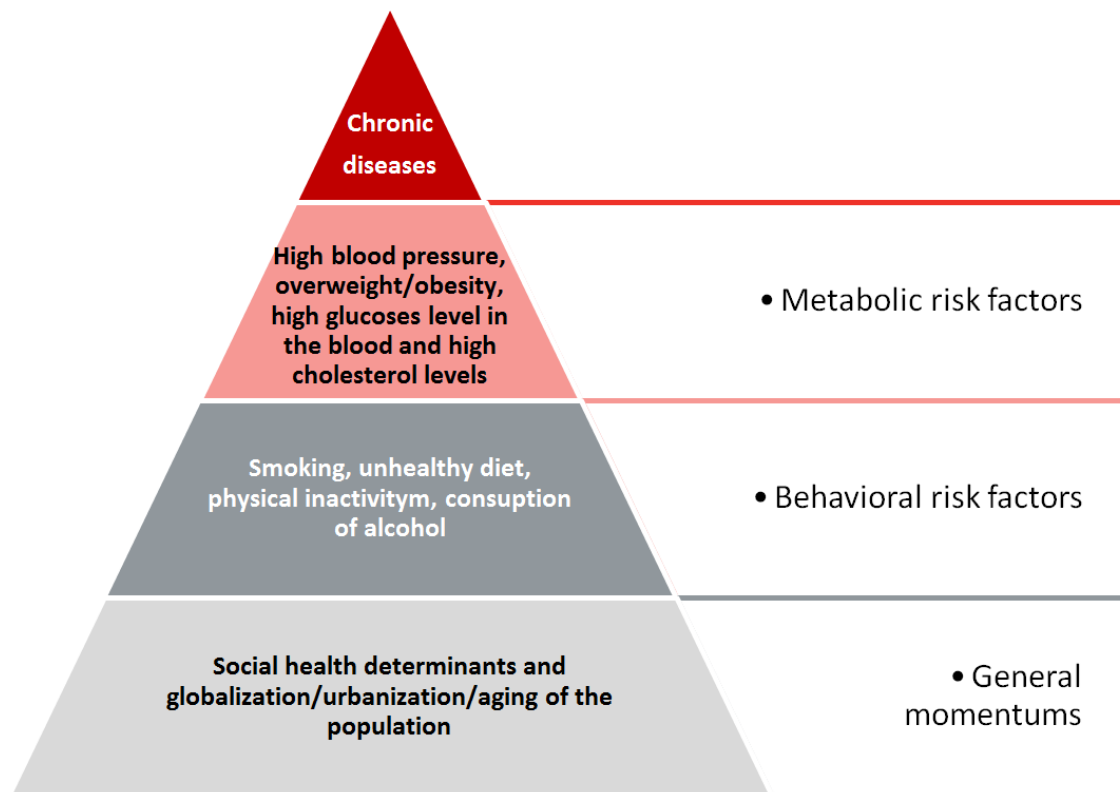 Chronic
diseases
High blood pressure,
overweight/obesity,
high glucoses level in
the blood and high
cholesterol levels
• Metabolic risk factors
Smoking, unhealthy diet,
physical inactivitym, consuption
of alcohol
• Behavioral risk factors
Social health determinants and
globalization/urbanization/aging of the
population
• General
momentums